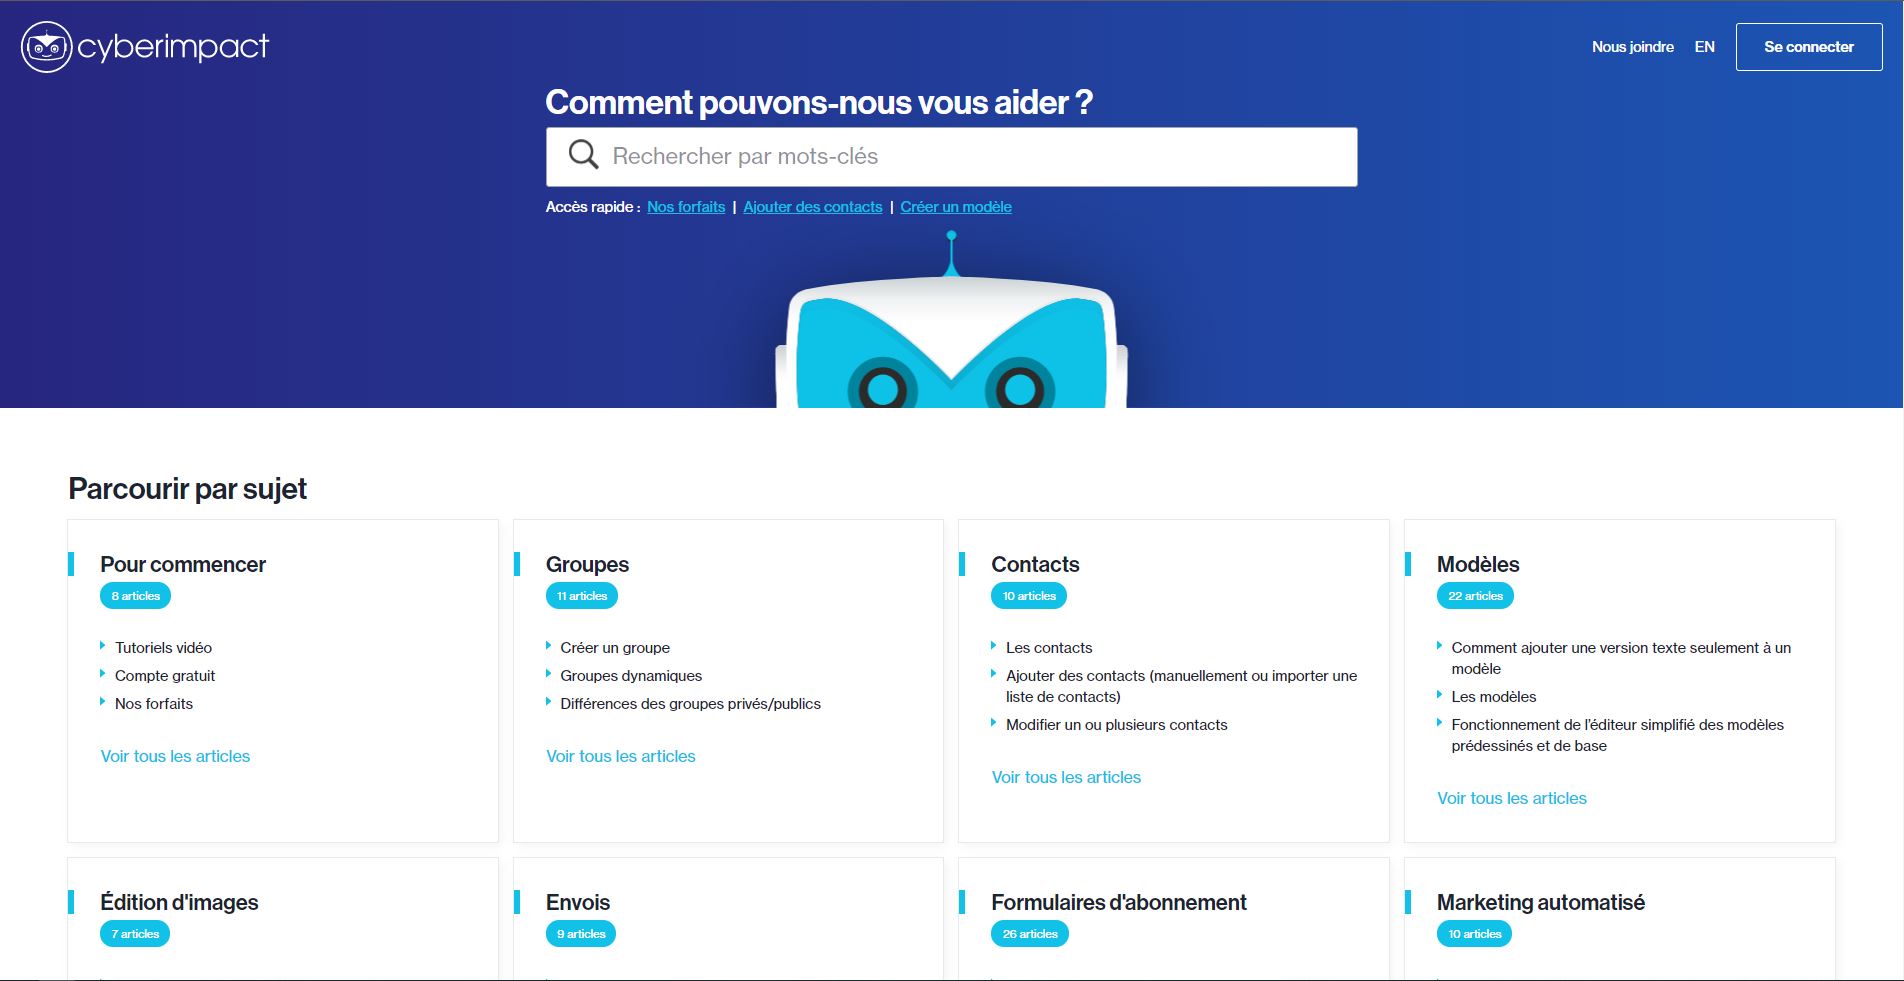 cyberimpact
Nous joindre
EN
Se connecter
Comment pouvons-nous vous aider ?
Rechercher par mots-clés
Accès rapide : Nos forfaits | Ajouter des contacts | Créer un modèle
Parcourir par sujet
Pour commencer
8 articles
Tutoriels vidéo
Compte gratuit
Nos forfaits
Voir tous les articles
Groupes
11 articles
Créer un groupe
Groupes dynamiques
Différences des groupes privés/publics
Voir tous les articles
Contacts
10 articles
Les contacts
Ajouter des contacts (manuellement ou importer une
liste de contacts)
Modifier un ou plusieurs contacts
Voir tous les articles
Modèles
22 articles
Comment ajouter une version texte seulement à un
modèle
Les modèles
Fonctionnement de l'éditeur simplifié des modèles
prédessinés et de base
Voir tous les articles
Édition d'images
7 articles
Envois
9 articles
Formulaires d'abonnement
26 articles
Marketing automatisé
10 articles